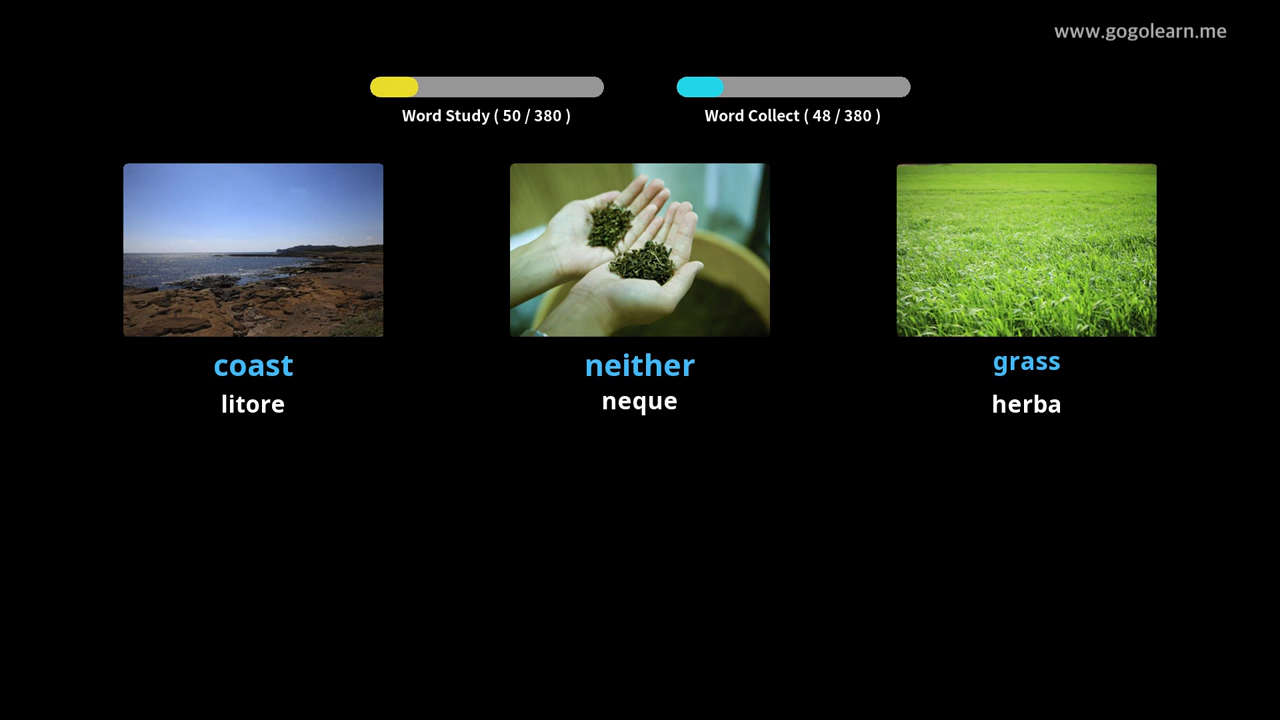 www.gogolearn.me
Word Study ( 50 / 380 )
Word Collect ( 48 / 380 )
coast
litore
neither
neque
grass
herba